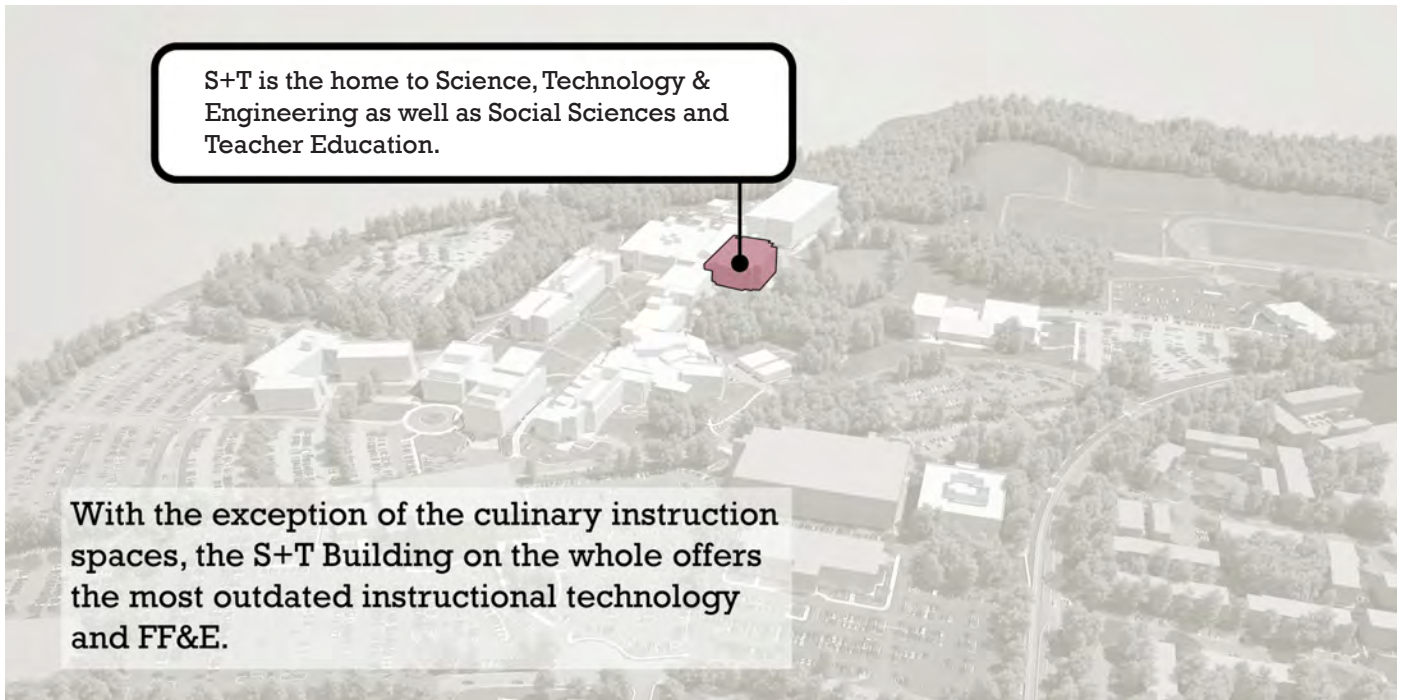 S+T is the home to Science, Technology &
Engineering as well as Social Sciences and
Teacher Education.
With the exception of the culinary instruction
spaces, the S+T Building on the whole offers
the most outdated instructional technology
and FF&E.